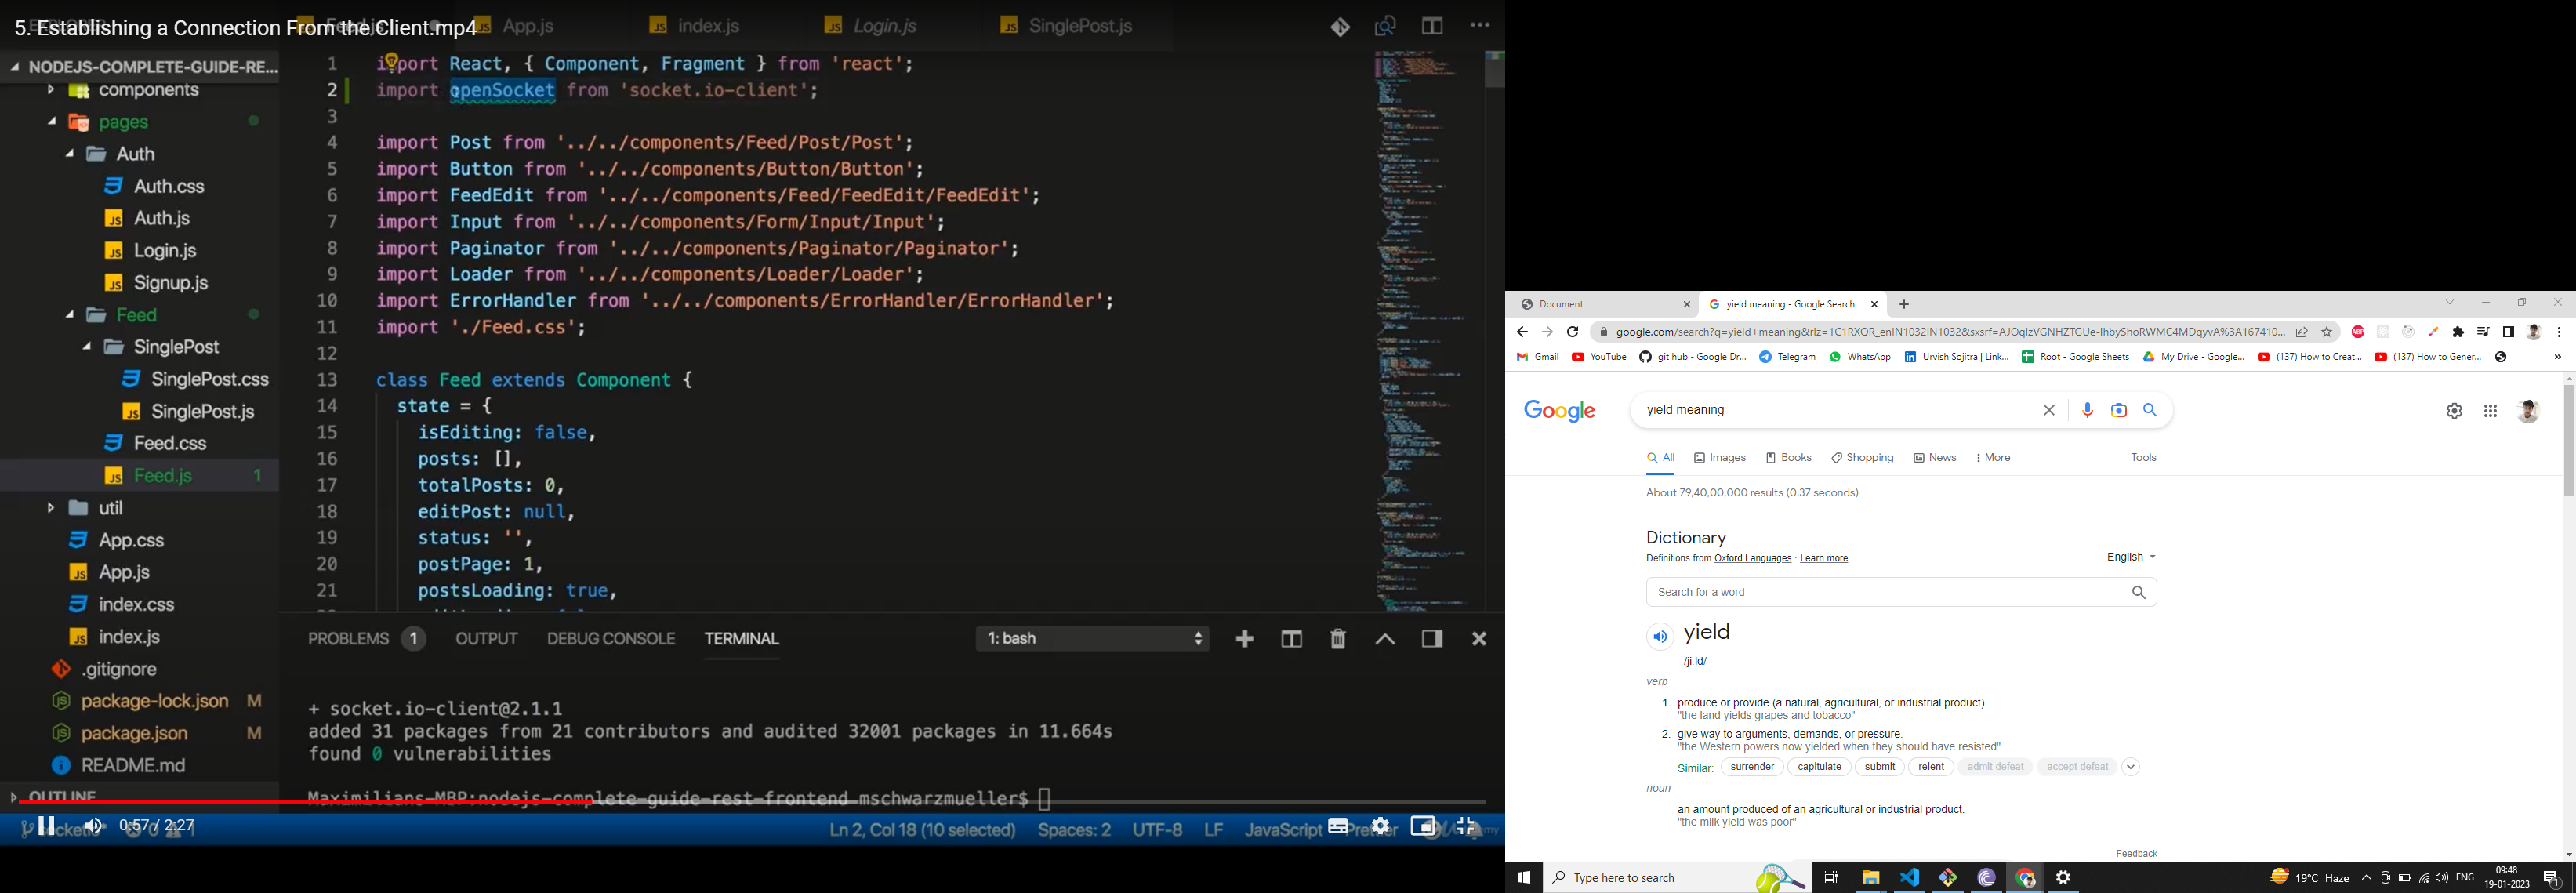 5. Establishing a Connection From the Client.mp4
App.js
index.js
Login.js
SinglePost.js
NODEJS-COMPLETE-GUIDE-RE...
components
pages
Auth
Auth.css
Auth.js
Login.js
Signup.js
Feed
SinglePost
SinglePost.css
SinglePost.js
Feed.css
Feed.js 1
util
App.css
App.js
index.css
index.js
.gitignore
package-lock.json M
package.json M
README.md
OUTLINE
1 import React, { Component, Fragment } from 'react';
2 import openSocket from 'socket.io-client';
3
4 import Post from '../../components/Feed/Post/Post';
5 import Button from '../../components/Button/Button';
6 import FeedEdit from '../../components/Feed/FeedEdit/FeedEdit';
7 import Input from '../../components/Form/Input/Input';
8 import Paginator from '../../components/Paginator/Paginator';
9 import Loader from '../../components/Loader/Loader';
10 import ErrorHandler from '../../components/ErrorHandler/ErrorHandler';
11 import './Feed.css';
12
13 class Feed extends Component {
14 state = {
15 isEditing: false,
16 posts: [],
17 totalPosts: 0,
18 editPost: null,
19 status: '',
20 postPage: 1,
21 postsLoading: true,
PROBLEMS 1 OUTPUT DEBUG CONSOLE TERMINAL 1: bash
+ socket.io-client@2.1.1
added 31 packages from 21 contributors and audited 32001 packages in 11.664s
found 0 vulnerabilities
Maximilians-MBP:nodejs-complete-guide-rest-frontend mschwarzmueller$
0:57 / 2:27
Ln 2, Col 18 (10 selected) Spaces: 2 UTF-8 LF JavaScript
Document
yield meaning - Google Search
google.com/search?q=yield+meaning&rlz=1C1RXQR_enIN1032IN1032&sxsrf=AJOqlzVGNHZTGUe-IhbyShoRWMC4MDqyvA%3A167410...
ABP
Gmail YouTube git hub - Google Dr... Telegram WhatsApp Urvish Sojitra | Link... Root - Google Sheets My Drive - Google... (137) How to Creat... (137) How to Gener... »
Google
yield meaning
All Images Books Shopping News More Tools
About 79,40,00,000 results (0.37 seconds)
Dictionary
Definitions from Oxford Languages · Learn more
English
Search for a word
yield
/jiːld/
verb
1. produce or provide (a natural, agricultural, or industrial product).
"the land yields grapes and tobacco"
2. give way to arguments, demands, or pressure.
"the Western powers now yielded when they should have resisted"
Similar: surrender capitulate submit relent admit defeat accept defeat
noun
an amount produced of an agricultural or industrial product.
"the milk yield was poor"
Feedback
Type here to search
19°C Haze
ENG
09:48
19-01-2023